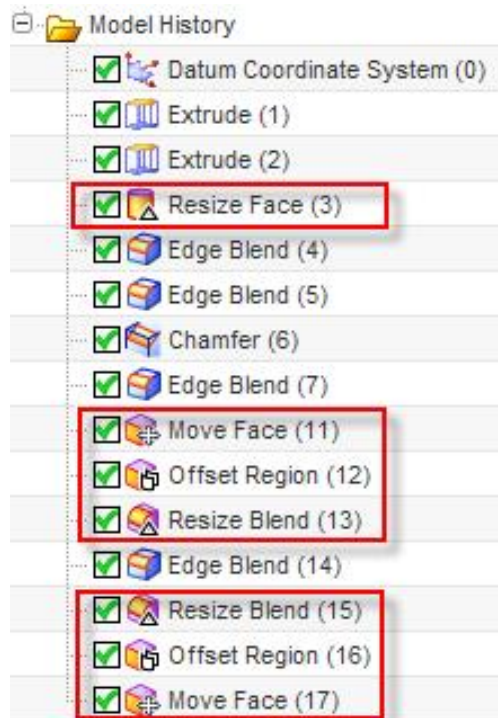 Model History
Datum Coordinate System (0)
Extrude (1)
Extrude (2)
Resize Face (3)
Edge Blend (4)
Edge Blend (5)
Chamfer (6)
Edge Blend (7)
Move Face (11)
Offset Region (12)
Resize Blend (13)
Edge Blend (14)
Resize Blend (15)
Offset Region (16)
Move Face (17)